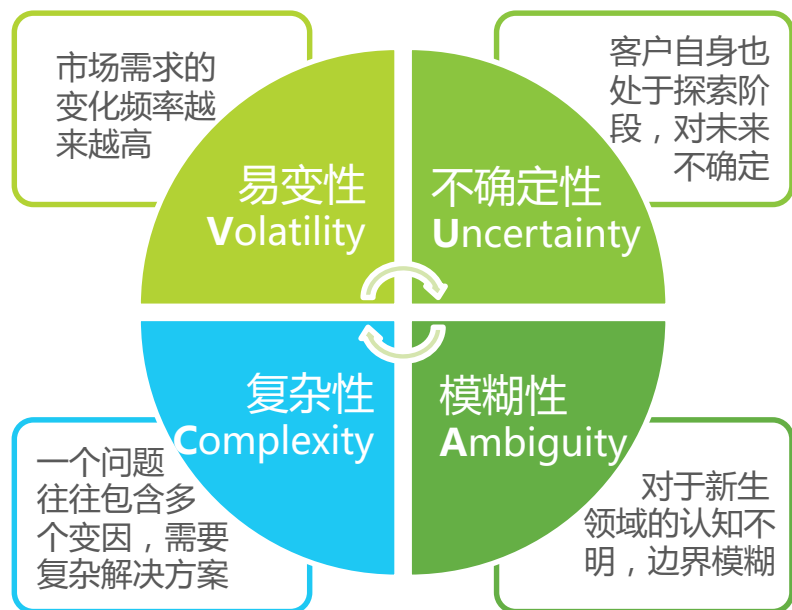 市场需求的
变化频率越
来越高
客户自身也
处于探索阶
段，对未来
不确定
易变性
Volatility
不确定性
Uncertainty
复杂性
Complexity
模糊性
Ambiguity
一个问题
往往包含多
个变因，需要
复杂解决方案
对于新生
领域的认知不
明，边界模糊